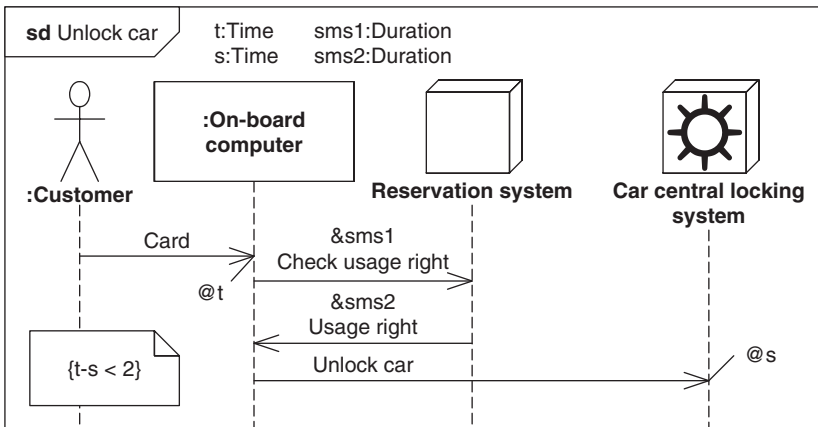 sd Unlock car
t:Time sms1:Duration
s:Time sms2:Duration
:On-board
computer
:Customer
Reservation system
Car central locking
system
Card
&sms1
Check usage right
@t
&sms2
Usage right
{t-s < 2}
Unlock car
@s